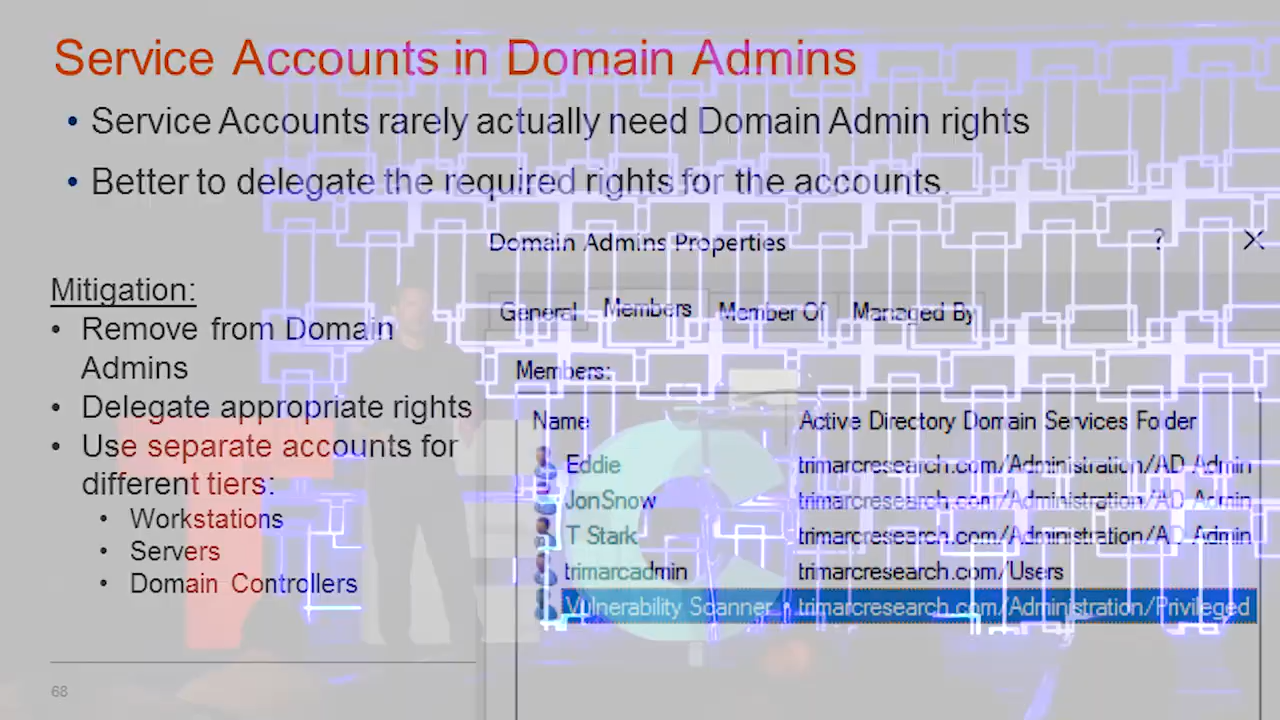 Service Accounts in Domain Admins
• Service Accounts rarely actually need Domain Admin rights
• Better to delegate the required rights for the accounts.
Domain Admins Properties ? X
General Members Member Of Managed By
Mitigation:
• Remove from Domain
Admins
• Delegate appropriate rights
• Use separate accounts for
different tiers:
• Workstations
• Servers
• Domain Controllers
Members:
Name Active Directory Domain Services Folder
Eddie trimarcresearch.com/Administration/AD Admin
JonSnow trimarcresearch.com/Administration/AD Admin
T Stark trimarcresearch.com/Administration/AD Admin
trimarcadmin trimarcresearch.com/Users
Vulnerability Scanner trimarcresearch.com/Administration/Privileged
68